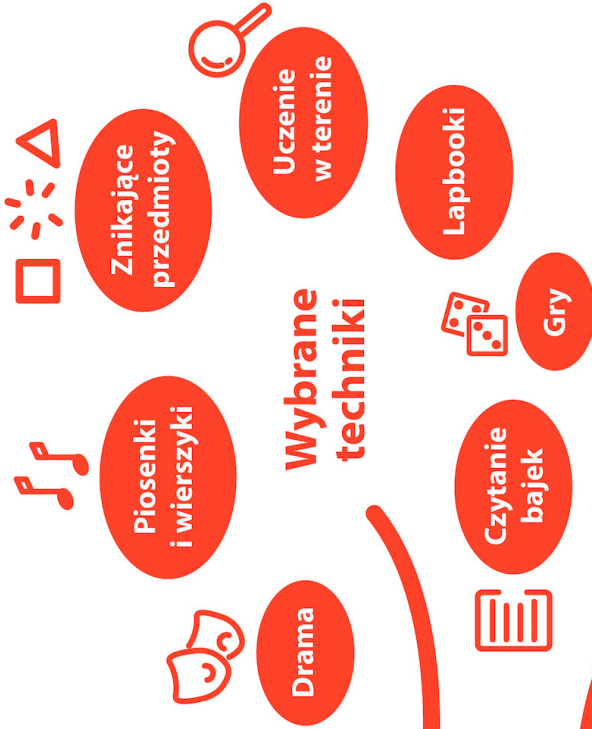 Wybrane
techniki
Drama
Piosenki
i wierszyki
Znikające
przedmioty
Uczenie
w terenie
Lapbooki
Gry
Czytanie
bajek